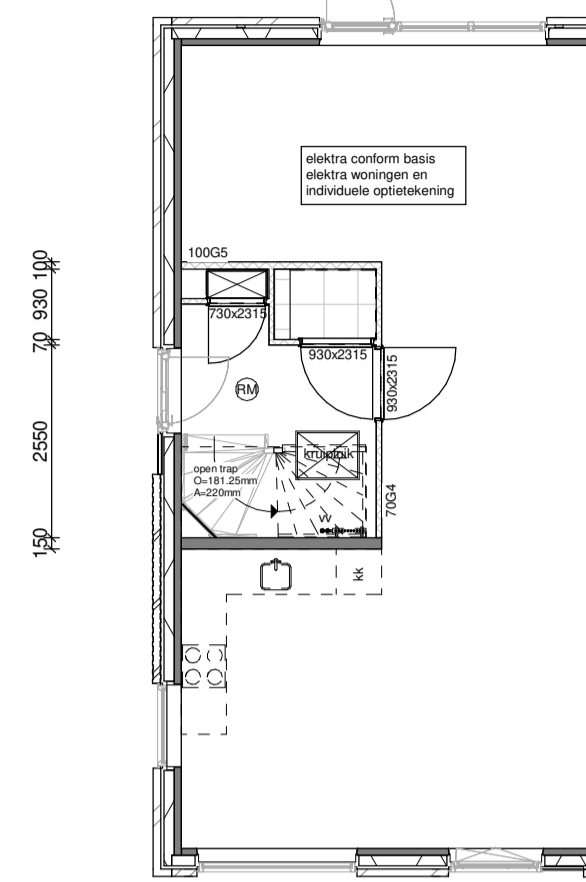 elektra conform basis
elektra woningen en
individuele optietekening
100G5
100
930
70
2550
150
730x2315
930x2315
930x2315
RM
kruipluik
open trap
O=181.25mm
A=220mm
vv
70G4
kk